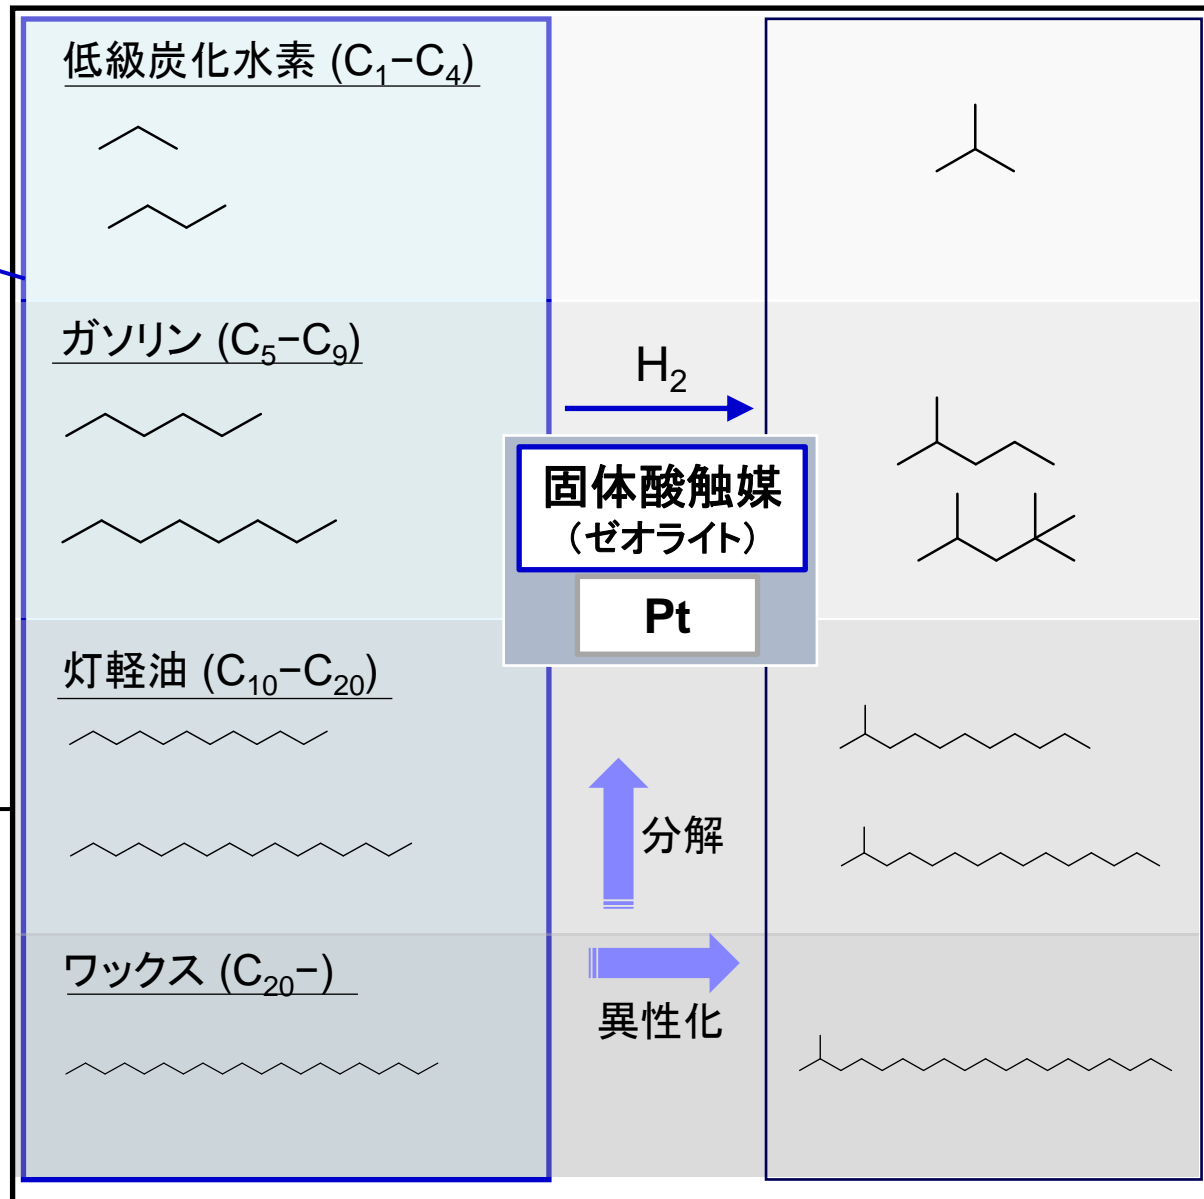 低級炭化水素 (C₁−C₄)
ガソリン (C₅−C₉)
H₂
固体酸触媒
（ゼオライト）
Pt
灯軽油 (C₁₀−C₂₀)
分解
ワックス (C₂₀−)
異性化